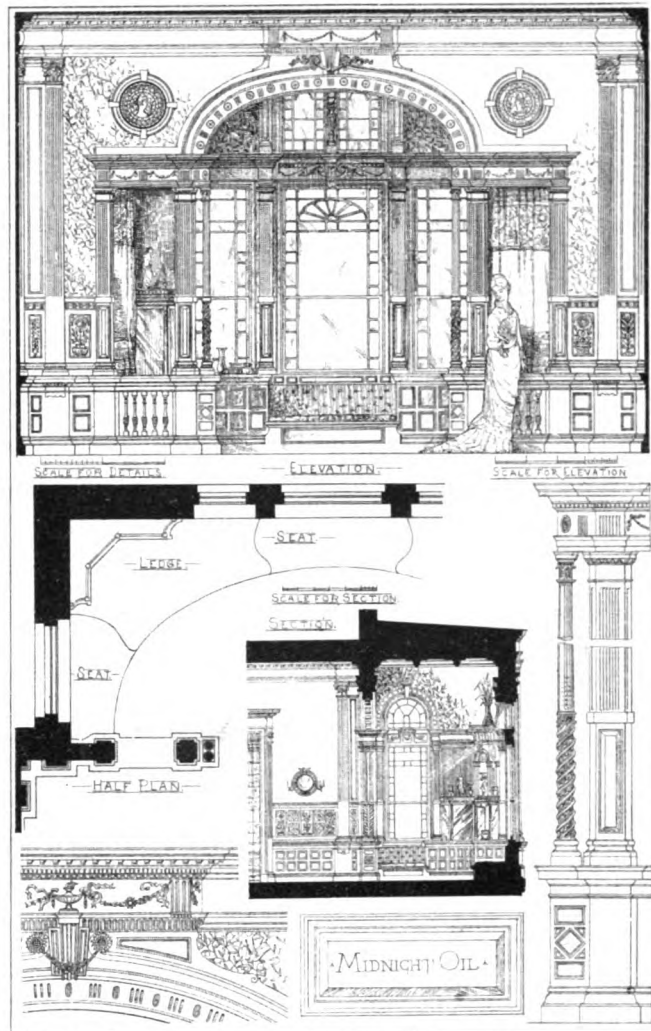 SCALE FOR DETAILS
ELEVATION
SCALE FOR ELEVATION
SEAT
LEDGE
SCALE FOR SECTION
SECTION
SEAT
HALF PLAN
·MIDNIGHT·OIL·